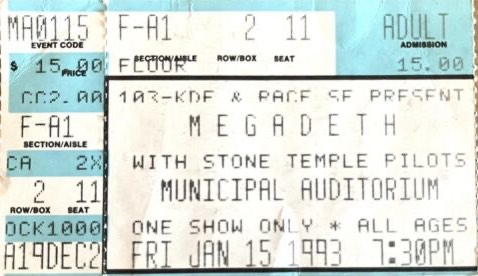 MA0115 F-A1 2 11 ADULT
EVENT CODE SECTION/AISLE ROW/BOX SEAT ADMISSION
$ 15.00 FLOOR 15.00
PRICE
CC2.00 103-KDF & PACE SF PRESENT
F-A1 MEGADETH
SECTION/AISLE
CA 2X WITH STONE TEMPLE PILOTS
2 11 MUNICIPAL AUDITORIUM
ROW/BOX SEAT
OCK1000 ONE SHOW ONLY * ALL AGES
A19DEC2 FRI JAN 15 1993 7:30PM